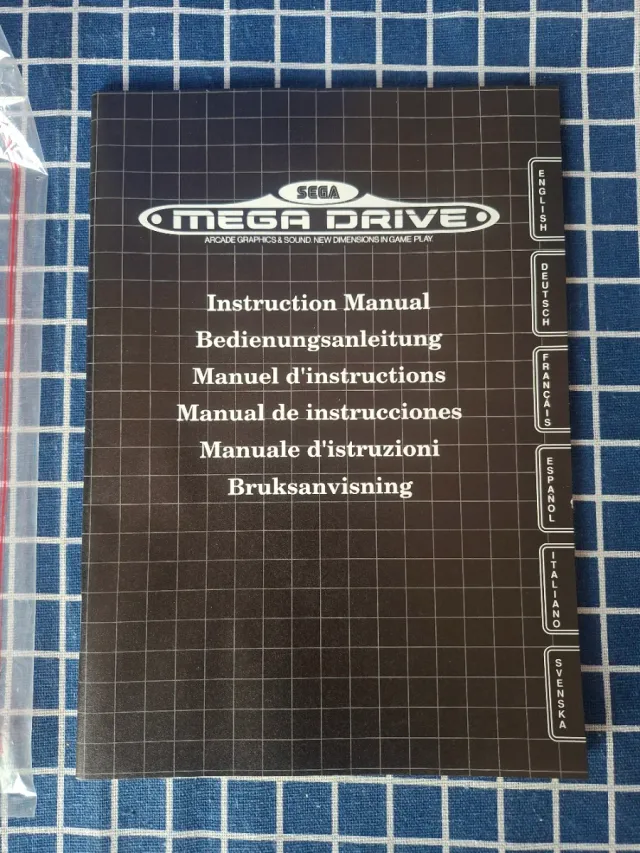 SEGA
MEGA DRIVE
ARCADE GRAPHICS & SOUND. NEW DIMENSIONS IN GAME PLAY.
Instruction Manual
Bedienungsanleitung
Manuel d'instructions
Manual de instrucciones
Manuale d'istruzioni
Bruksanvisning
ENGLISH
DEUTSCH
FRANÇAIS
ESPAÑOL
ITALIANO
SVENSKA